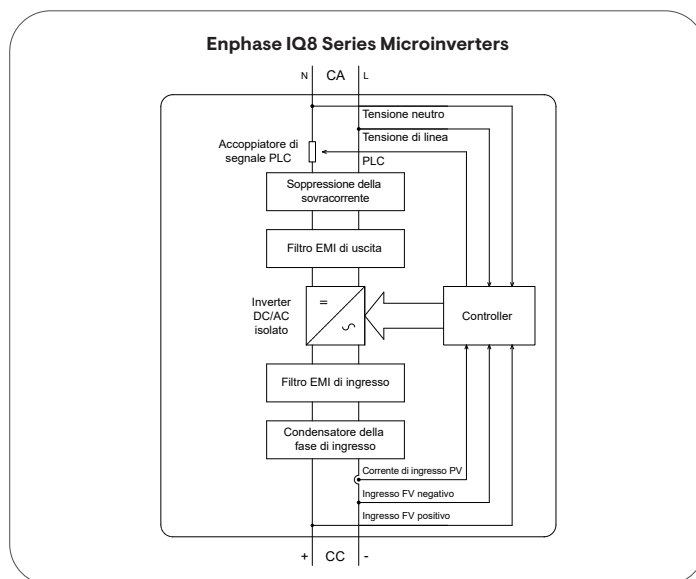 Enphase IQ8 Series Microinverters
N CA L
Tensione neutro
Tensione di linea
Accoppiatore di
segnale PLC
PLC
Soppressione della
sovracorrente
Filtro EMI di uscita
Inverter
DC/AC
isolato
=
Controller
Filtro EMI di ingresso
Condensatore della
fase di ingresso
Corrente di ingresso PV
Ingresso FV negativo
Ingresso FV positivo
+ CC -